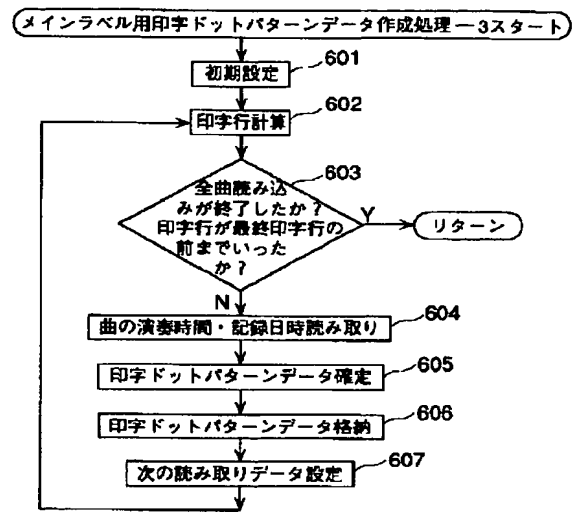 メインラベル用印字ドットパターンデータ作成処理ー3スタート
初期設定
601
印字行計算
602
603
全曲読み込
みが終了したか?
印字行が最終印字行の
前までいった
か?
Y
リターン
N
曲の演奏時間・記録日時読み取り
604
印字ドットパターンデータ確定
605
印字ドットパターンデータ格納
606
次の読み取りデータ設定
607